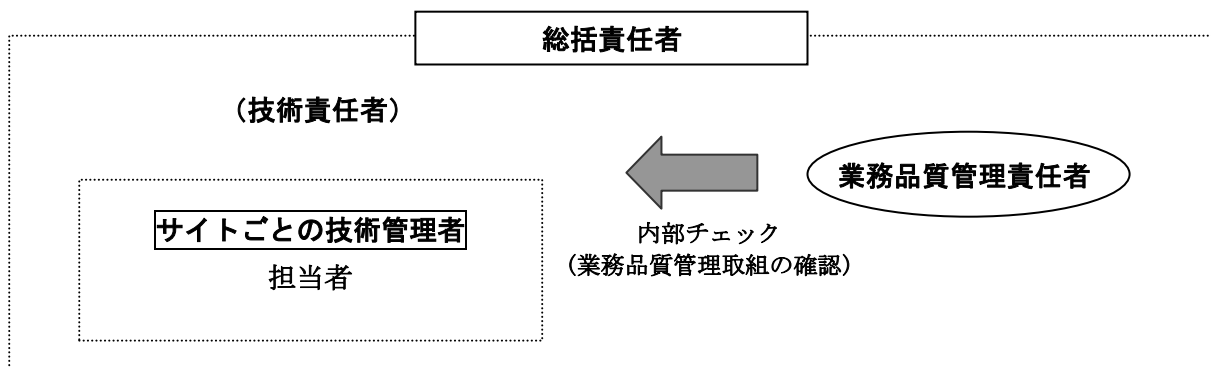 総括責任者
（技術責任者）
業務品質管理責任者
サイトごとの技術管理者
担当者
内部チェック
（業務品質管理取組の確認）